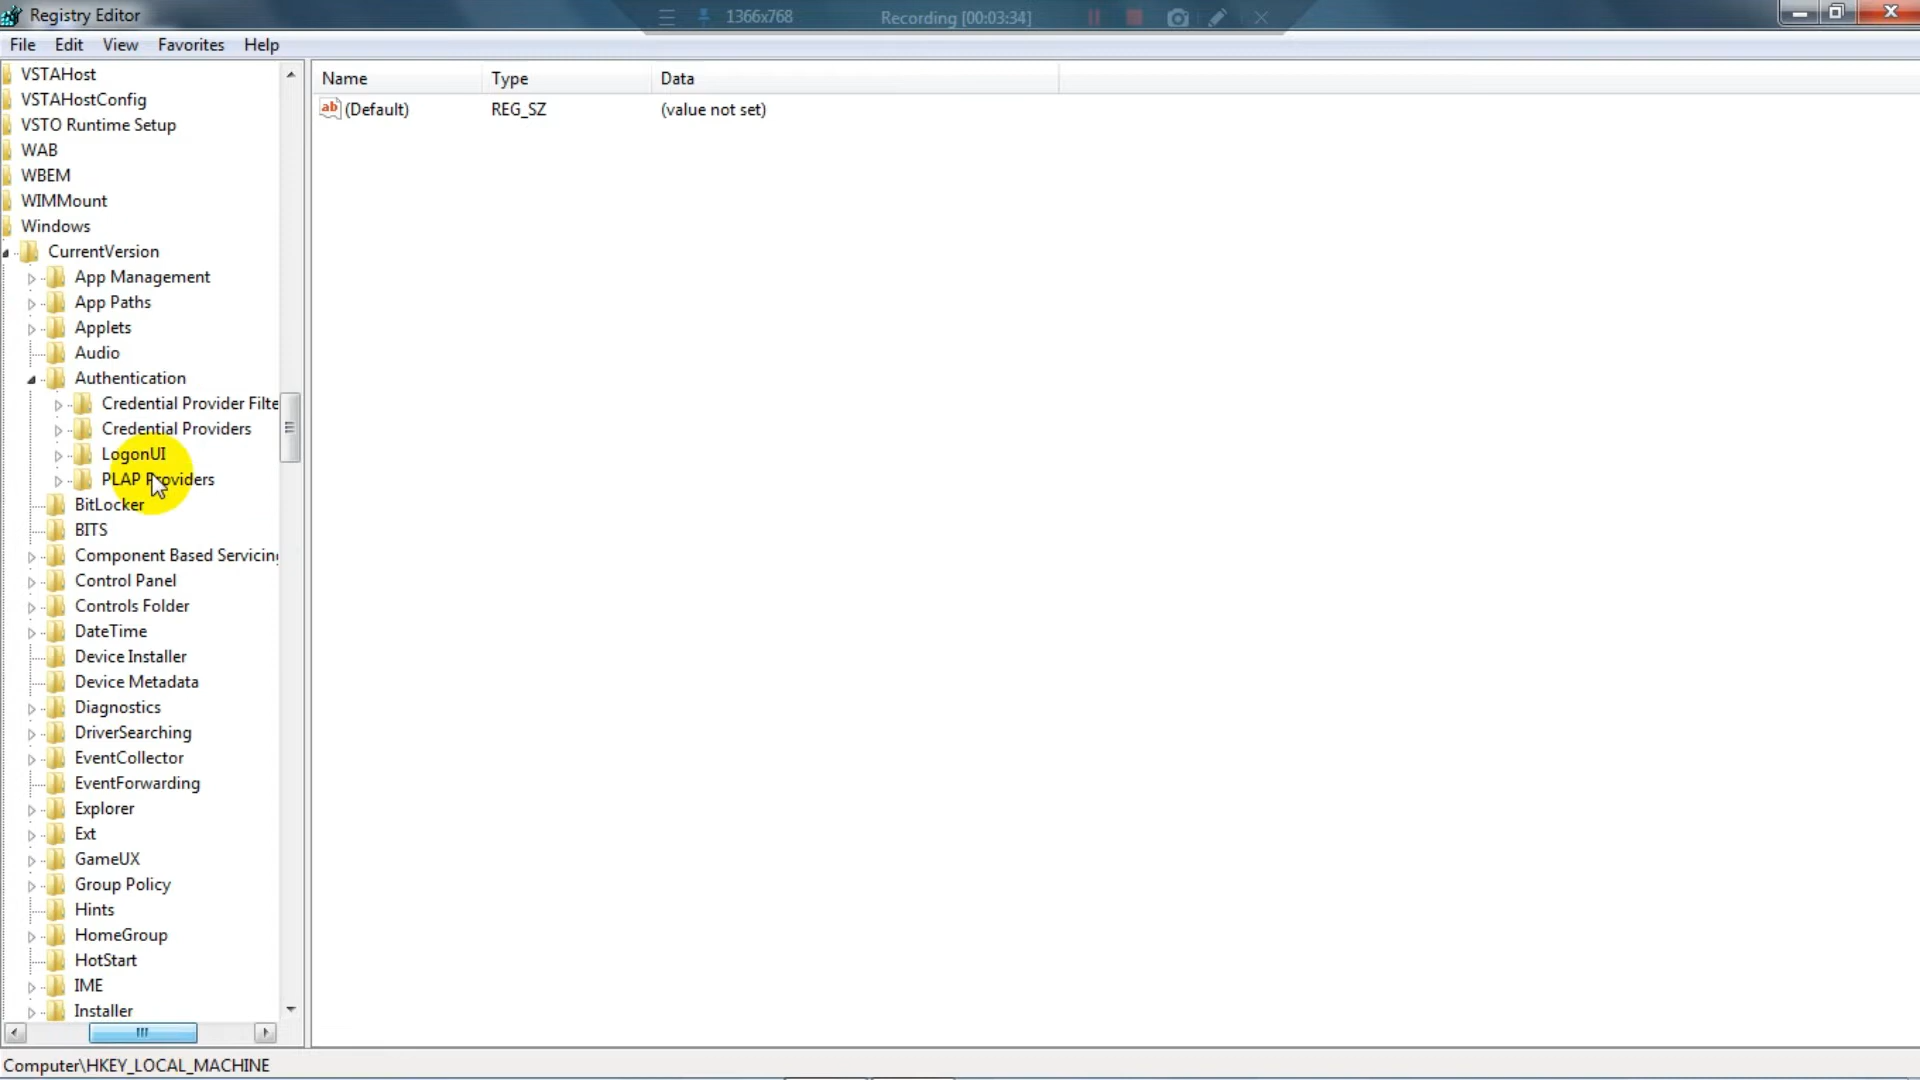 Registry Editor
1366x768
Recording [00:03:34]
File Edit View Favorites Help
VSTAHost
VSTAHostConfig
VSTO Runtime Setup
WAB
WBEM
WIMMount
Windows
CurrentVersion
App Management
App Paths
Applets
Audio
Authentication
Credential Provider Filte
Credential Providers
LogonUI
PLAP Providers
BitLocker
BITS
Component Based Servicin
Control Panel
Controls Folder
DateTime
Device Installer
Device Metadata
Diagnostics
DriverSearching
EventCollector
EventForwarding
Explorer
Ext
GameUX
Group Policy
Hints
HomeGroup
HotStart
IME
Installer
Name Type Data
ab (Default) REG_SZ (value not set)
Computer\HKEY_LOCAL_MACHINE